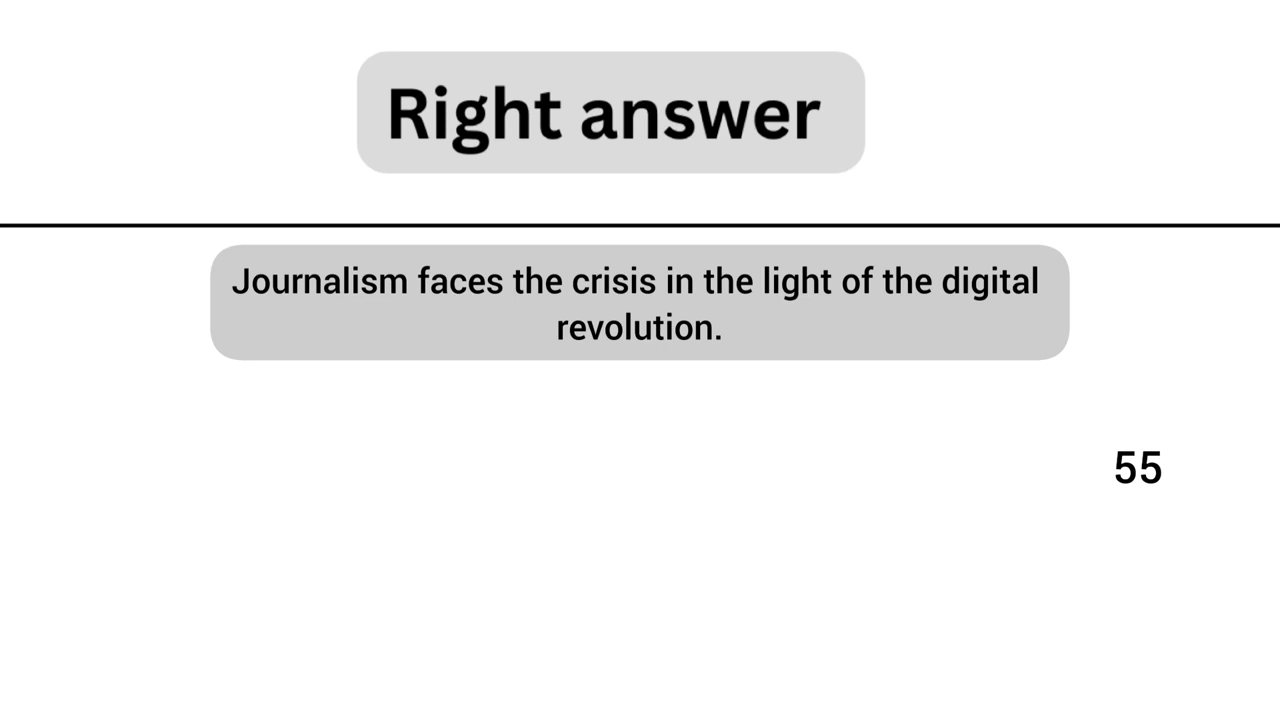 Right answer
Journalism faces the crisis in the light of the digital
revolution.
55